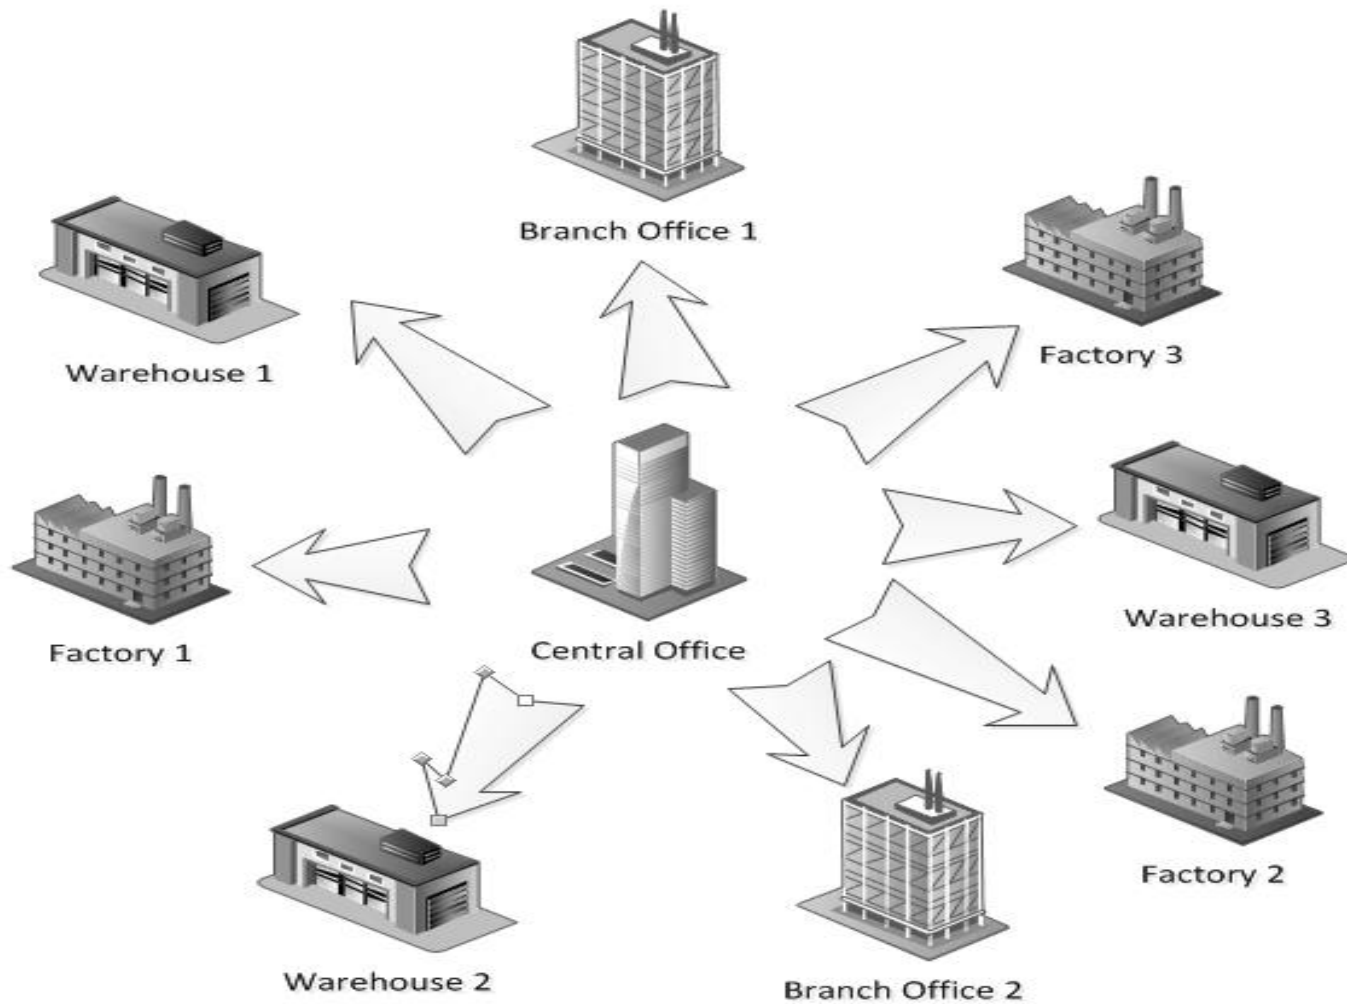 Branch Office 1
Factory 3
Warehouse 1
Warehouse 3
Factory 1
Central Office
Factory 2
Warehouse 2
Branch Office 2